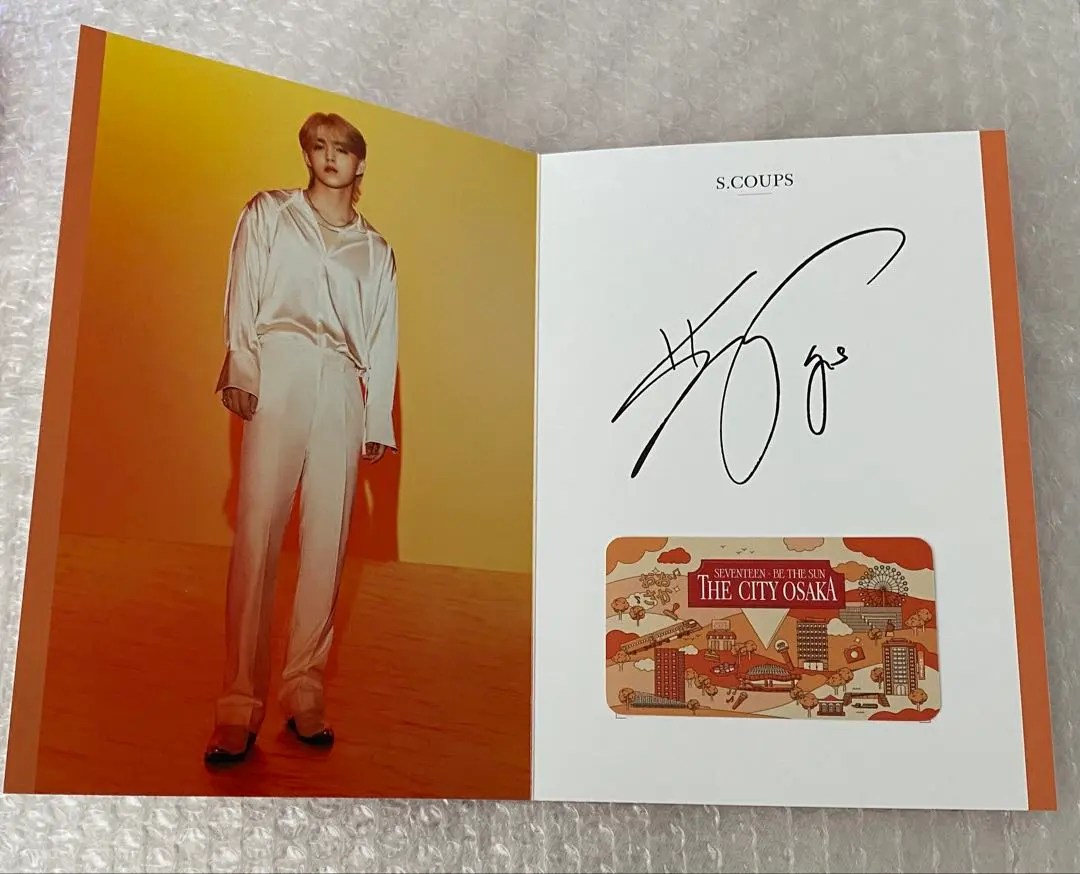 S.COUPS
SEVENTEEN - BE THE SUN
THE CITY OSAKA